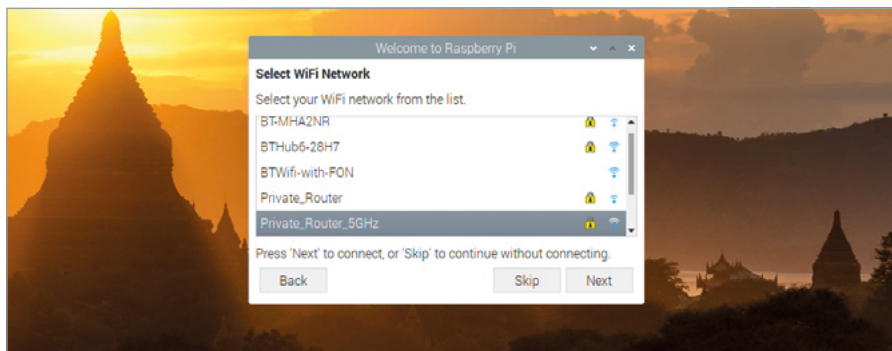 Welcome to Raspberry Pi
Select WiFi Network
Select your WiFi network from the list.
BT-MHA2NR
BTHub6-28H7
BTWifi-with-FON
Private_Router
Private_Router_5GHz
Press 'Next' to connect, or 'Skip' to continue without connecting.
Back Skip Next